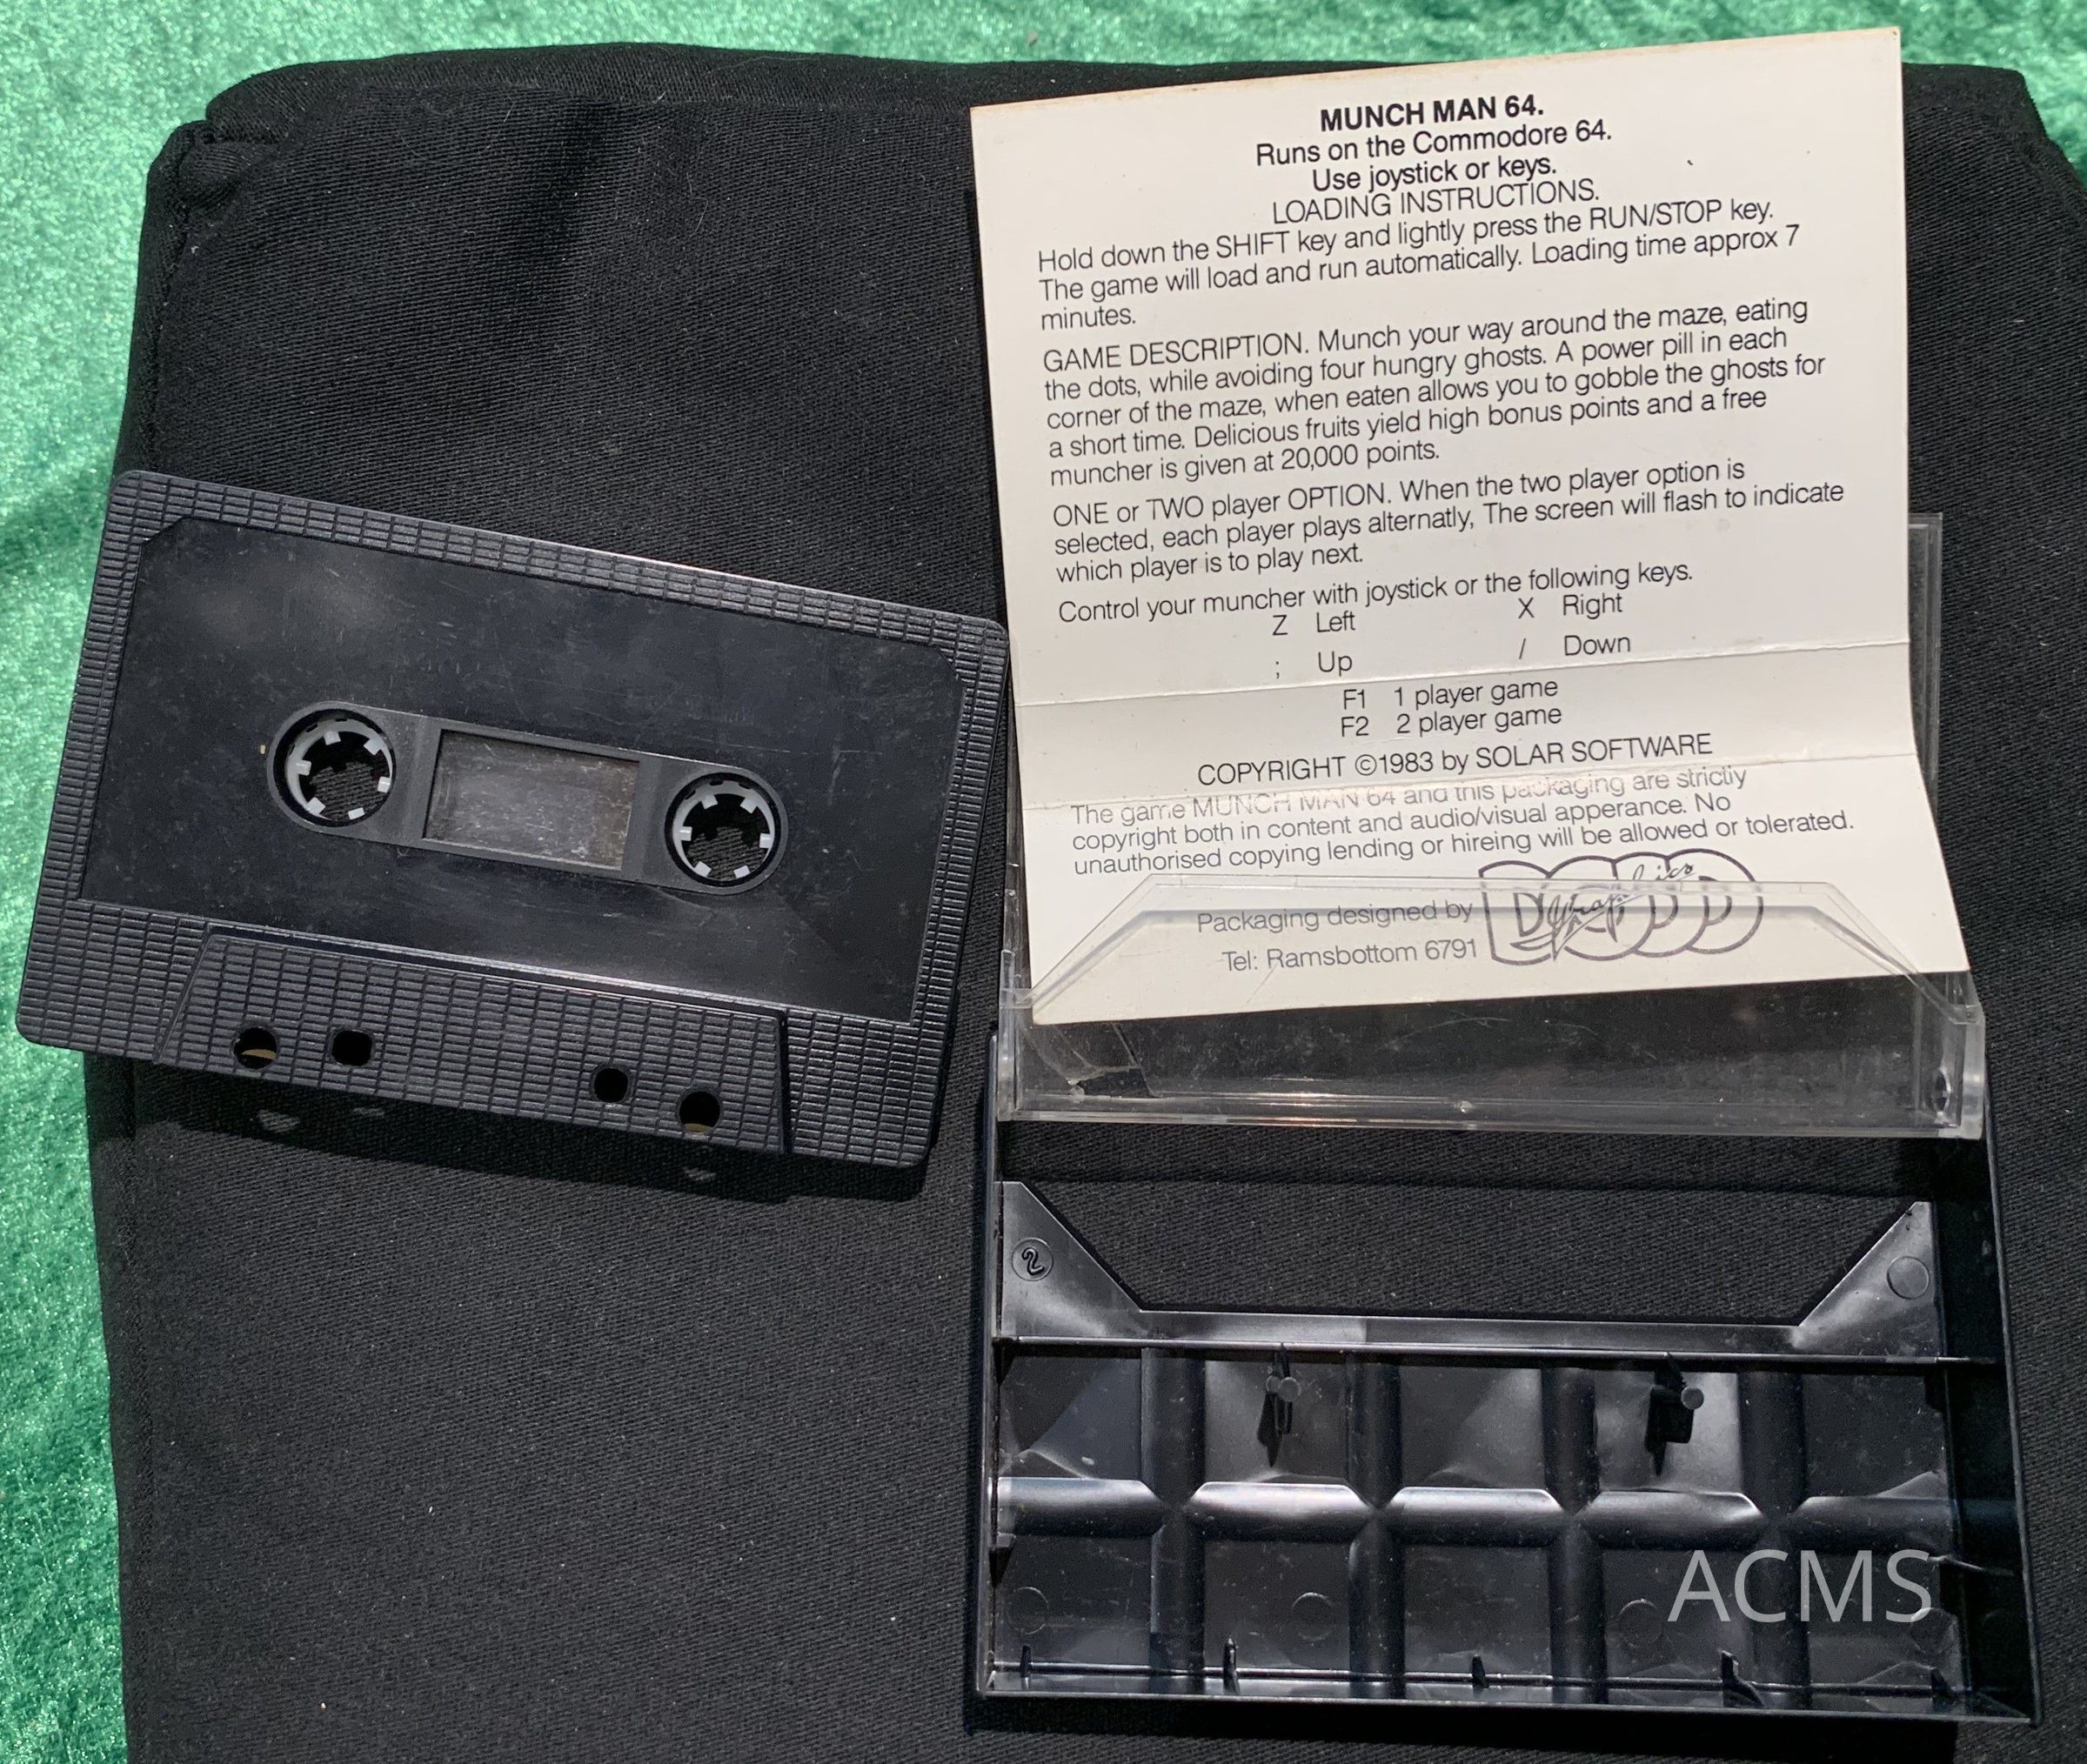 MUNCH MAN 64.
Runs on the Commodore 64.
Use joystick or keys.
LOADING INSTRUCTIONS.
Hold down the SHIFT key and lightly press the RUN/STOP key.
The game will load and run automatically. Loading time approx 7
minutes.
GAME DESCRIPTION. Munch your way around the maze, eating
the dots, while avoiding four hungry ghosts. A power pill in each
corner of the maze, when eaten allows you to gobble the ghosts for
a short time. Delicious fruits yield high bonus points and a free
muncher is given at 20,000 points.
ONE or TWO player OPTION. When the two player option is
selected, each player plays alternatly, The screen will flash to indicate
which player is to play next.
Control your muncher with joystick or the following keys.
Z Left X Right
; Up / Down
F1 1 player game
F2 2 player game
COPYRIGHT ©1983 by SOLAR SOFTWARE
The game MUNCH MAN 64 and this packaging are strictly
copyright both in content and audio/visual apperance. No
unauthorised copying lending or hireing will be allowed or tolerated.
Packaging designed by
Tel: Ramsbottom 6791
2
ACMS